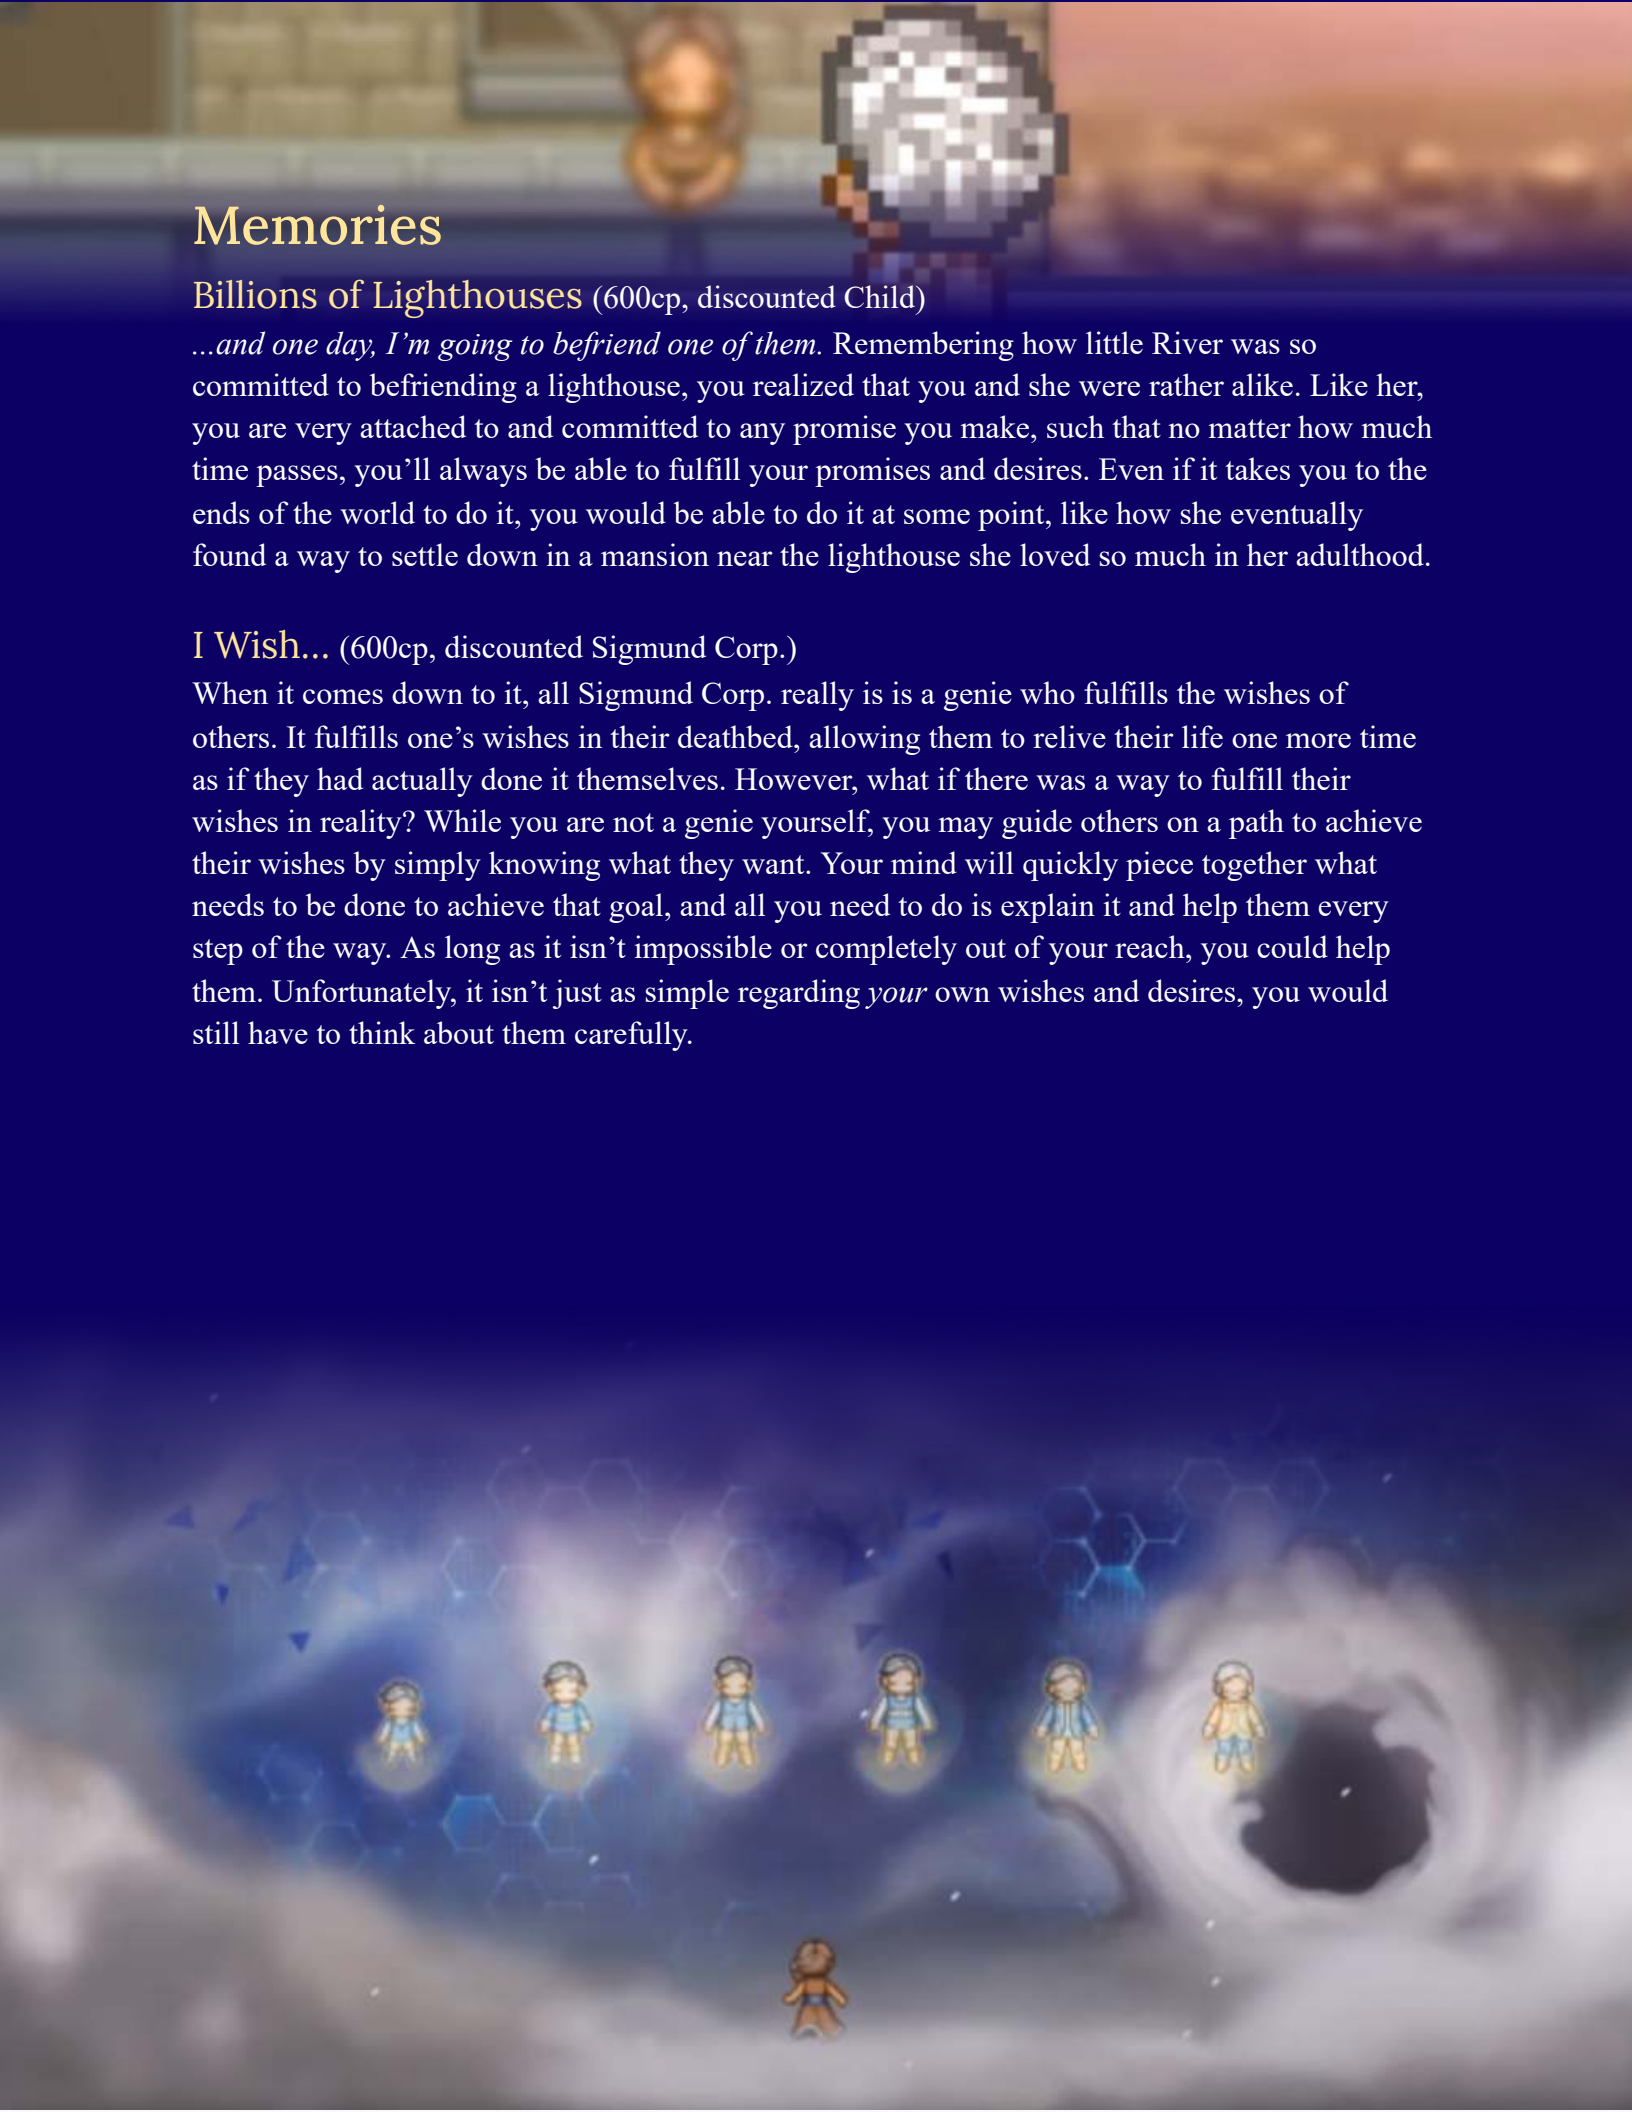 Memories
Billions of Lighthouses (600cp, discounted Child)
...and one day, I’m going to befriend one of them. Remembering how little River was so
committed to befriending a lighthouse, you realized that you and she were rather alike. Like her,
you are very attached to and committed to any promise you make, such that no matter how much
time passes, you’ll always be able to fulfill your promises and desires. Even if it takes you to the
ends of the world to do it, you would be able to do it at some point, like how she eventually
found a way to settle down in a mansion near the lighthouse she loved so much in her adulthood.
I Wish... (600cp, discounted Sigmund Corp.)
When it comes down to it, all Sigmund Corp. really is is a genie who fulfills the wishes of
others. It fulfills one’s wishes in their deathbed, allowing them to relive their life one more time
as if they had actually done it themselves. However, what if there was a way to fulfill their
wishes in reality? While you are not a genie yourself, you may guide others on a path to achieve
their wishes by simply knowing what they want. Your mind will quickly piece together what
needs to be done to achieve that goal, and all you need to do is explain it and help them every
step of the way. As long as it isn’t impossible or completely out of your reach, you could help
them. Unfortunately, it isn’t just as simple regarding your own wishes and desires, you would
still have to think about them carefully.